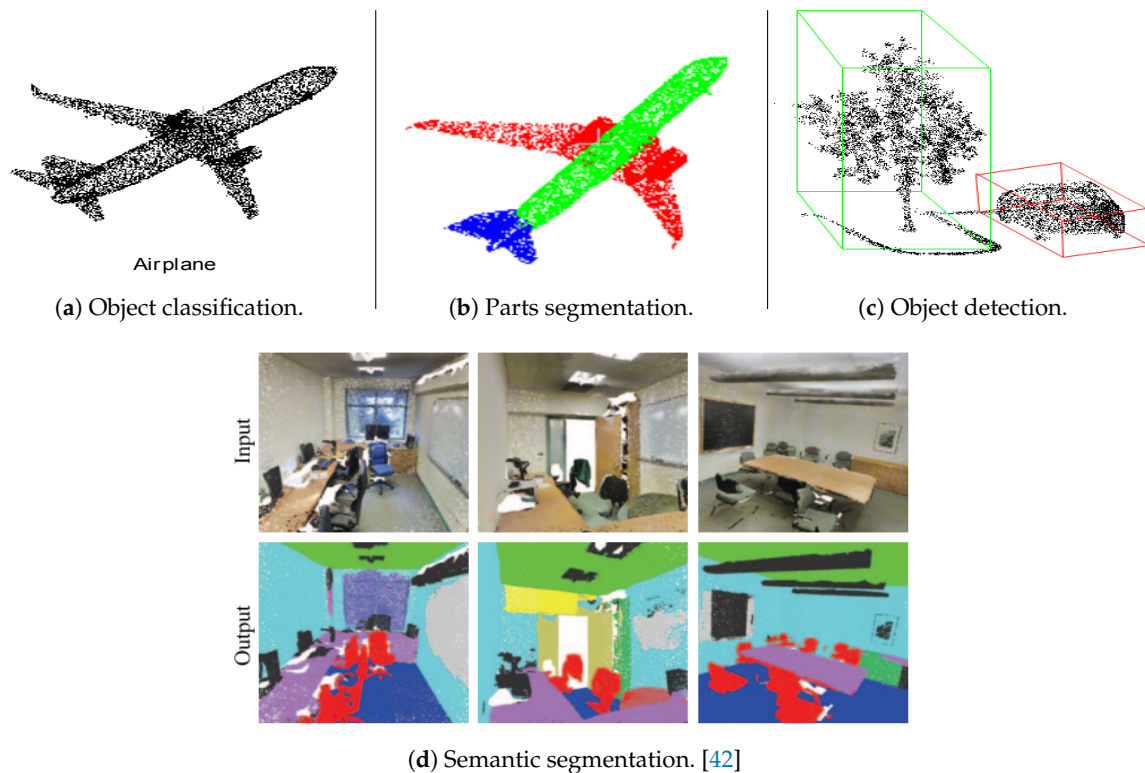 Airplane
(a) Object classification.
(b) Parts segmentation.
(c) Object detection.
Input
Output
(d) Semantic segmentation. [42]